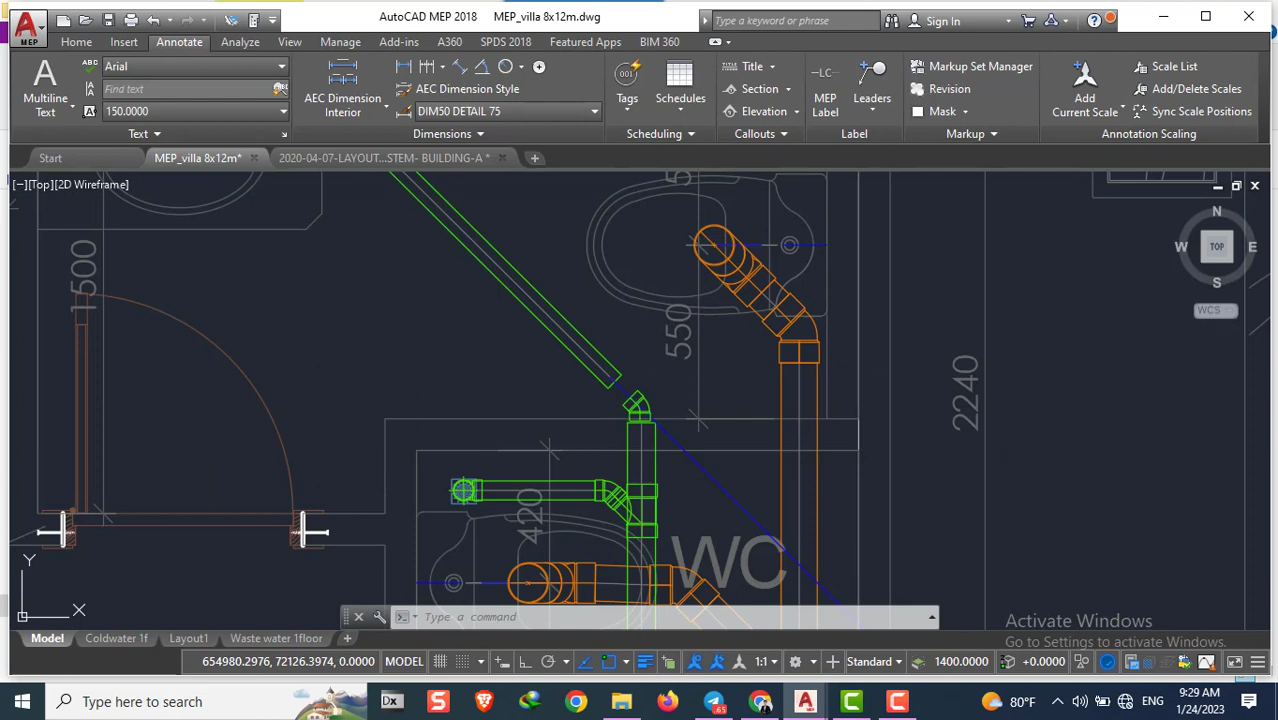 AutoCAD MEP 2018 MEP_villa 8x12m.dwg
Type a keyword or phrase
Sign In
MEP
Home Insert Annotate Analyze View Manage Add-ins A360 SPDS 2018 Featured Apps BIM 360
Multiline Text
ABC
Arial
Find text
150.0000
Text
AEC Dimension Interior
AEC Dimension Style
DIM50 DETAIL 75
Dimensions
Tags
Schedules
Scheduling
Title
Section
Elevation
Callouts
MEP Label
Leaders
Label
Markup Set Manager
Revision
Mask
Markup
Add Current Scale
Scale List
Add/Delete Scales
Sync Scale Positions
Annotation Scaling
Start MEP_villa 8x12m* 2020-04-07-LAYOUT...STEM- BUILDING-A *
[−][Top][2D Wireframe]
N
W TOP E
S
WCS
1500
550
2240
420
WC
Y
X
Type a command
Activate Windows
Go to Settings to activate Windows.
Model Coldwater 1f Layout1 Waste water 1floor
654980.2976, 72126.3974, 0.0000 MODEL 1:1 Standard 1400.0000 +0.0000
Type here to search
Dx
65
80°F
ENG
9:29 AM
1/24/2023